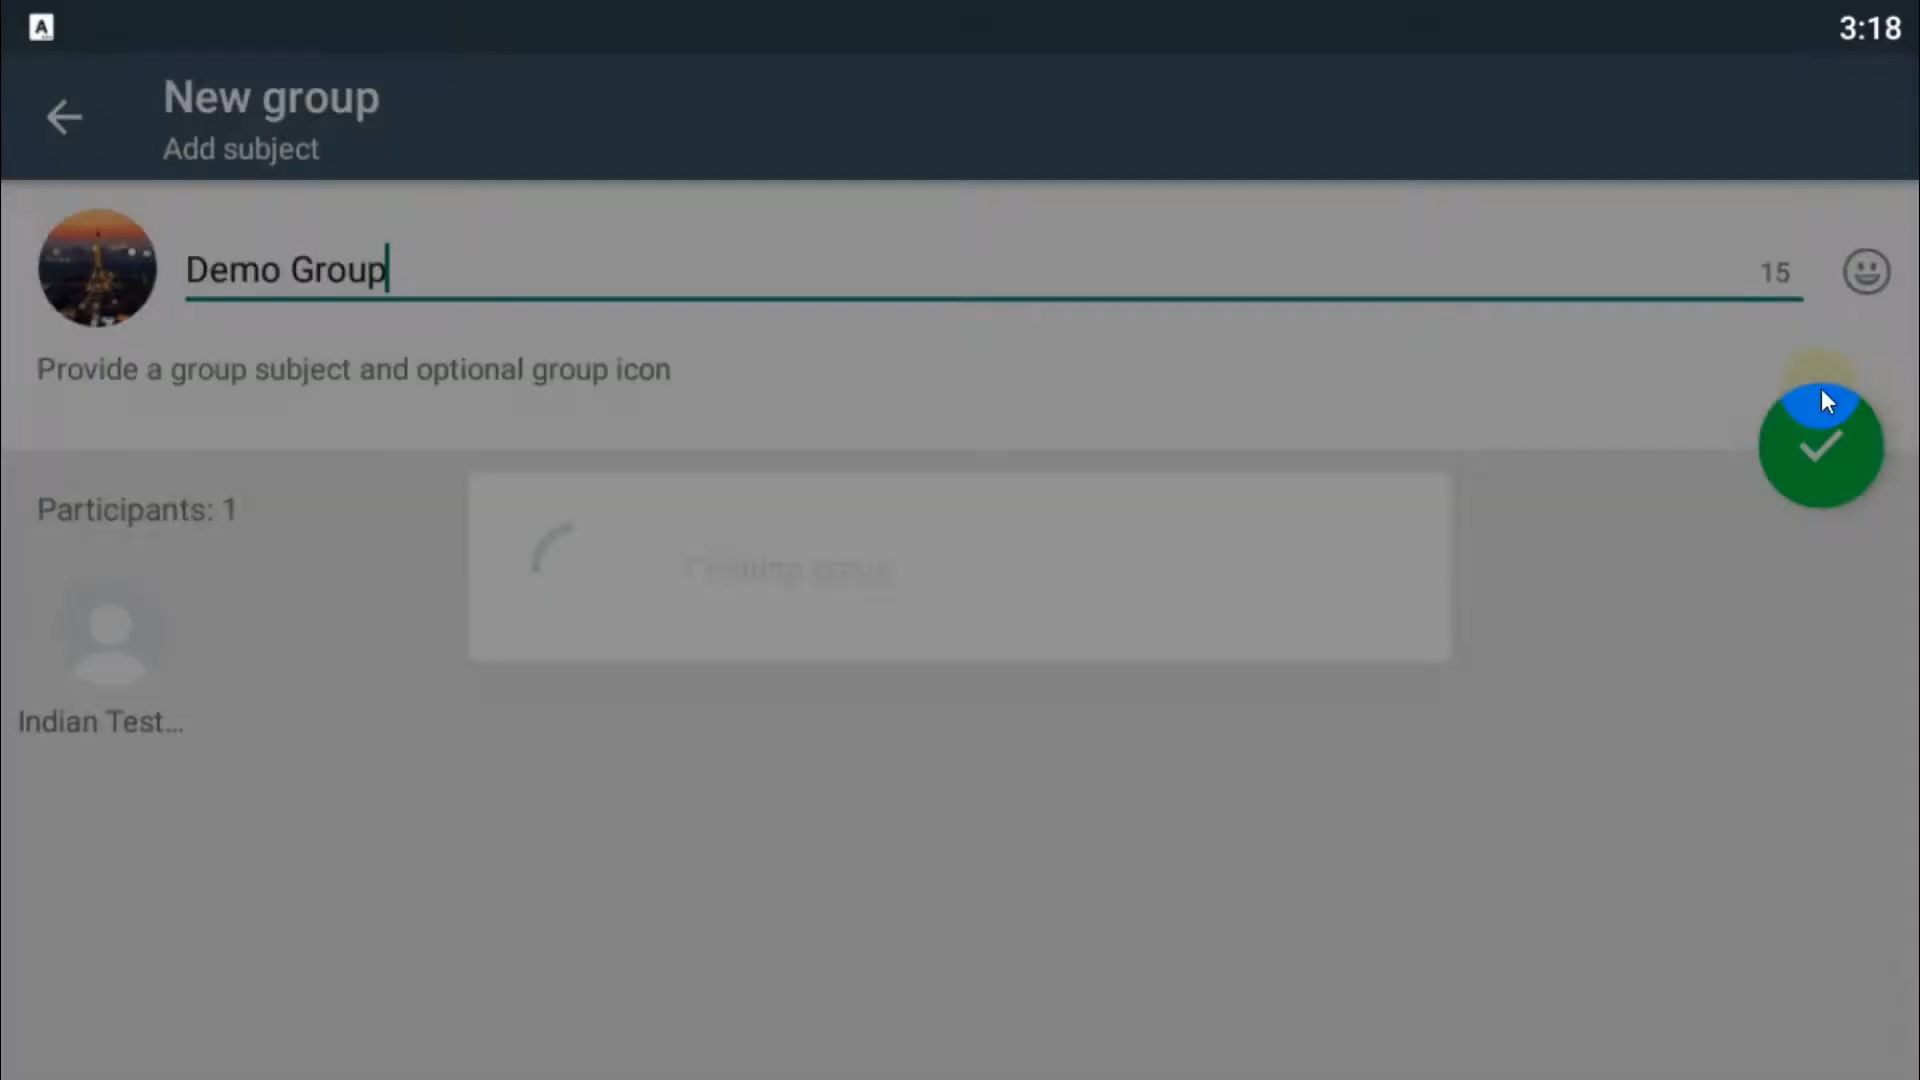 A
3:18
New group
Add subject
Demo Group
15
Provide a group subject and optional group icon
Participants: 1
Indian Test...